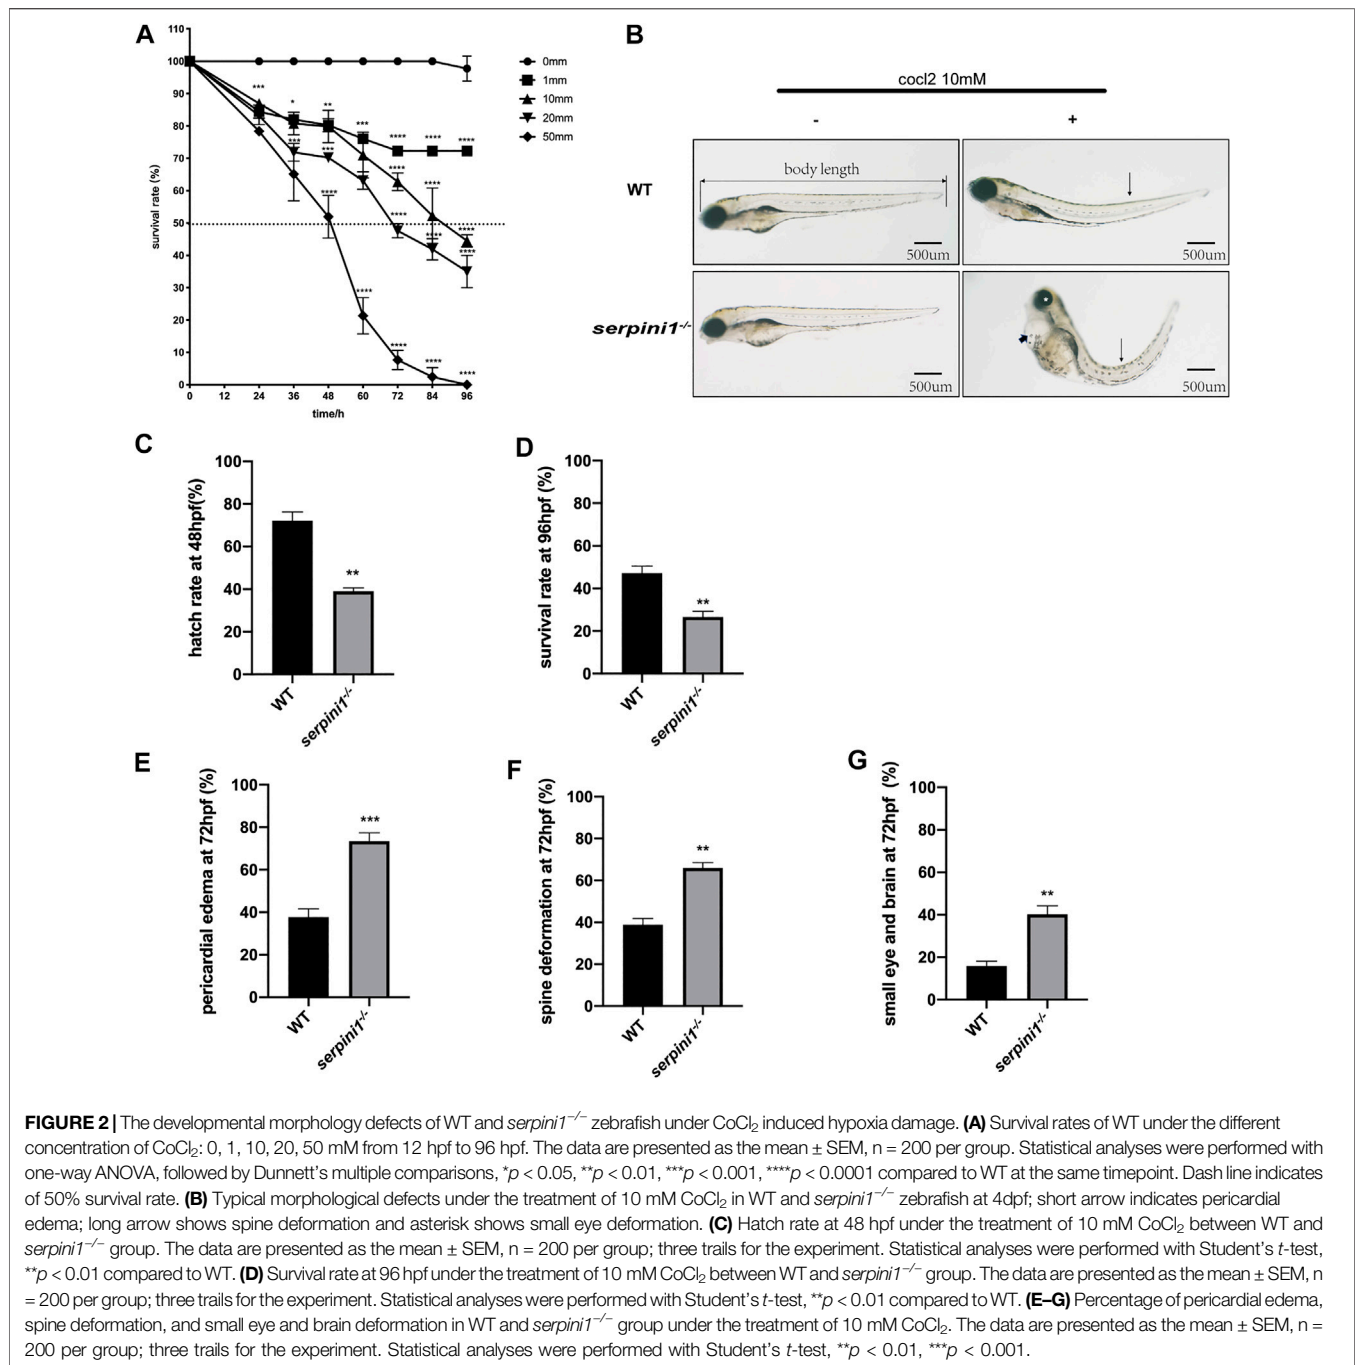 A
110
100
90
80
70
60
50
40
30
20
10
0
survival rate (%)
0 12 24 36 48 60 72 84 96
time/h
*** * ** *** **** **** ****
*** *** **** ****
**** **** **** ****
**** **** **** ****
0mm
1mm
10mm
20mm
50mm
B
cocl2 10mM
- +
WT
body length
500um
500um
serpini1-/-
*
500um
500um
C
hatch rate at 48hpf(%)
100
80
60
40
20
0
**
WT serpini1-/-
D
survival rate at 96hpf (%)
100
80
60
40
20
0
**
WT serpini1-/-
E
pericardial edema at 72hpf (%)
100
80
60
40
20
0
***
WT serpini1-/-
F
spine deformation at 72hpf (%)
100
80
60
40
20
0
**
WT serpini1-/-
G
small eye and brain at 72hpf (%)
100
80
60
40
20
0
**
WT serpini1-/-
FIGURE 2 | The developmental morphology defects of WT and serpini1−/− zebrafish under CoCl2 induced hypoxia damage. (A) Survival rates of WT under the different
concentration of CoCl2: 0, 1, 10, 20, 50 mM from 12 hpf to 96 hpf. The data are presented as the mean ± SEM, n = 200 per group. Statistical analyses were performed with
one-way ANOVA, followed by Dunnett's multiple comparisons, *p < 0.05, **p < 0.01, ***p < 0.001, ****p < 0.0001 compared to WT at the same timepoint. Dash line indicates
of 50% survival rate. (B) Typical morphological defects under the treatment of 10 mM CoCl2 in WT and serpini1−/− zebrafish at 4dpf; short arrow indicates pericardial
edema; long arrow shows spine deformation and asterisk shows small eye deformation. (C) Hatch rate at 48 hpf under the treatment of 10 mM CoCl2 between WT and
serpini1−/− group. The data are presented as the mean ± SEM, n = 200 per group; three trails for the experiment. Statistical analyses were performed with Student's t-test,
**p < 0.01 compared to WT. (D) Survival rate at 96 hpf under the treatment of 10 mM CoCl2 between WT and serpini1−/− group. The data are presented as the mean ± SEM, n
= 200 per group; three trails for the experiment. Statistical analyses were performed with Student's t-test, **p < 0.01 compared to WT. (E–G) Percentage of pericardial edema,
spine deformation, and small eye and brain deformation in WT and serpini1−/− group under the treatment of 10 mM CoCl2. The data are presented as the mean ± SEM, n =
200 per group; three trails for the experiment. Statistical analyses were performed with Student's t-test, **p < 0.01, ***p < 0.001.